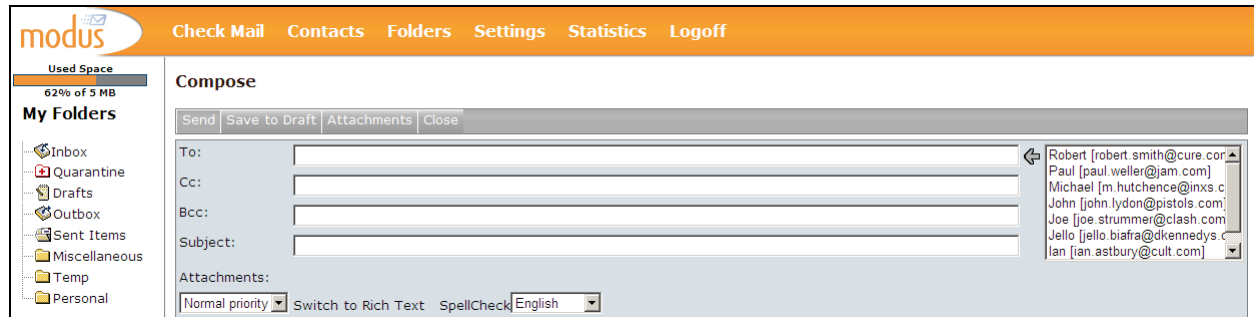 modus
Check Mail Contacts Folders Settings Statistics Logoff
Used Space
62% of 5 MB
My Folders
Inbox
Quarantine
Drafts
Outbox
Sent Items
Miscellaneous
Temp
Personal
Compose
Send Save to Draft Attachments Close
To:
Cc:
Bcc:
Subject:
Attachments:
Normal priority Switch to Rich Text SpellCheck English
Robert [robert.smith@cure.com
Paul [paul.weller@jam.com]
Michael [m.hutchence@inxs.c
John [john.lydon@pistols.com]
Joe [joe.strummer@clash.com
Jello [jello.biafra@dkennedys.c
Ian [ian.astbury@cult.com]